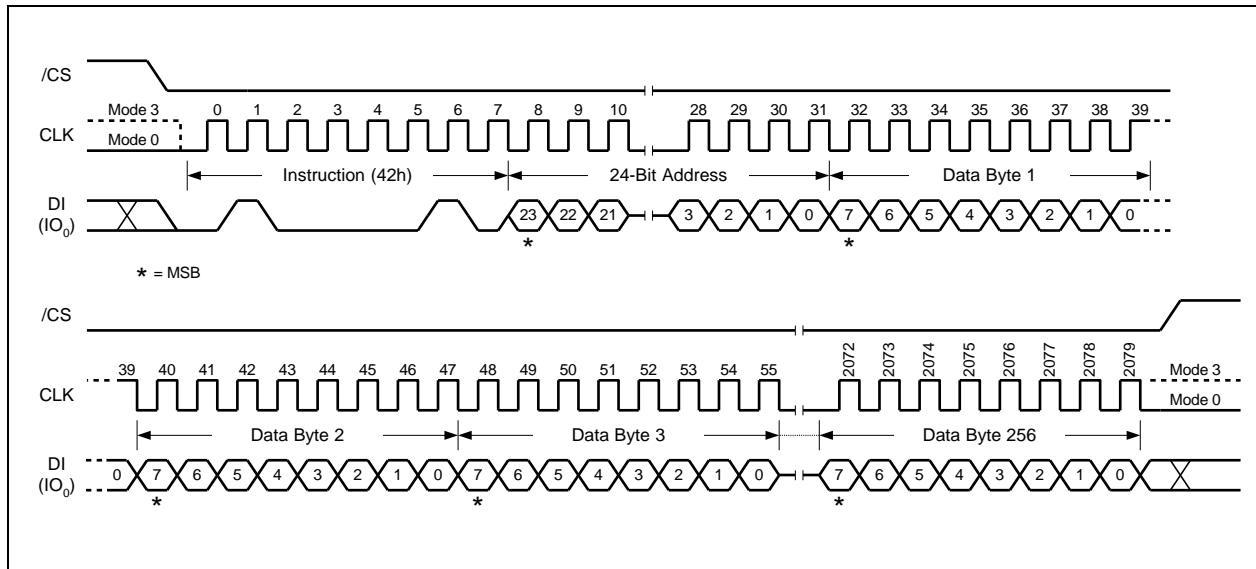 /CS
Mode 3 0 1 2 3 4 5 6 7 8 9 10 28 29 30 31 32 33 34 35 36 37 38 39
CLK
Mode 0
Instruction (42h) 24-Bit Address Data Byte 1
DI
(IO0)
23 22 21 3 2 1 0 7 6 5 4 3 2 1 0
* *
* = MSB
/CS
39 40 41 42 43 44 45 46 47 48 49 50 51 52 53 54 55 2072 2073 2074 2075 2076 2077 2078 2079 Mode 3
CLK
Mode 0
Data Byte 2 Data Byte 3 Data Byte 256
DI
(IO0)
0 7 6 5 4 3 2 1 0 7 6 5 4 3 2 1 0 7 6 5 4 3 2 1 0
* * *